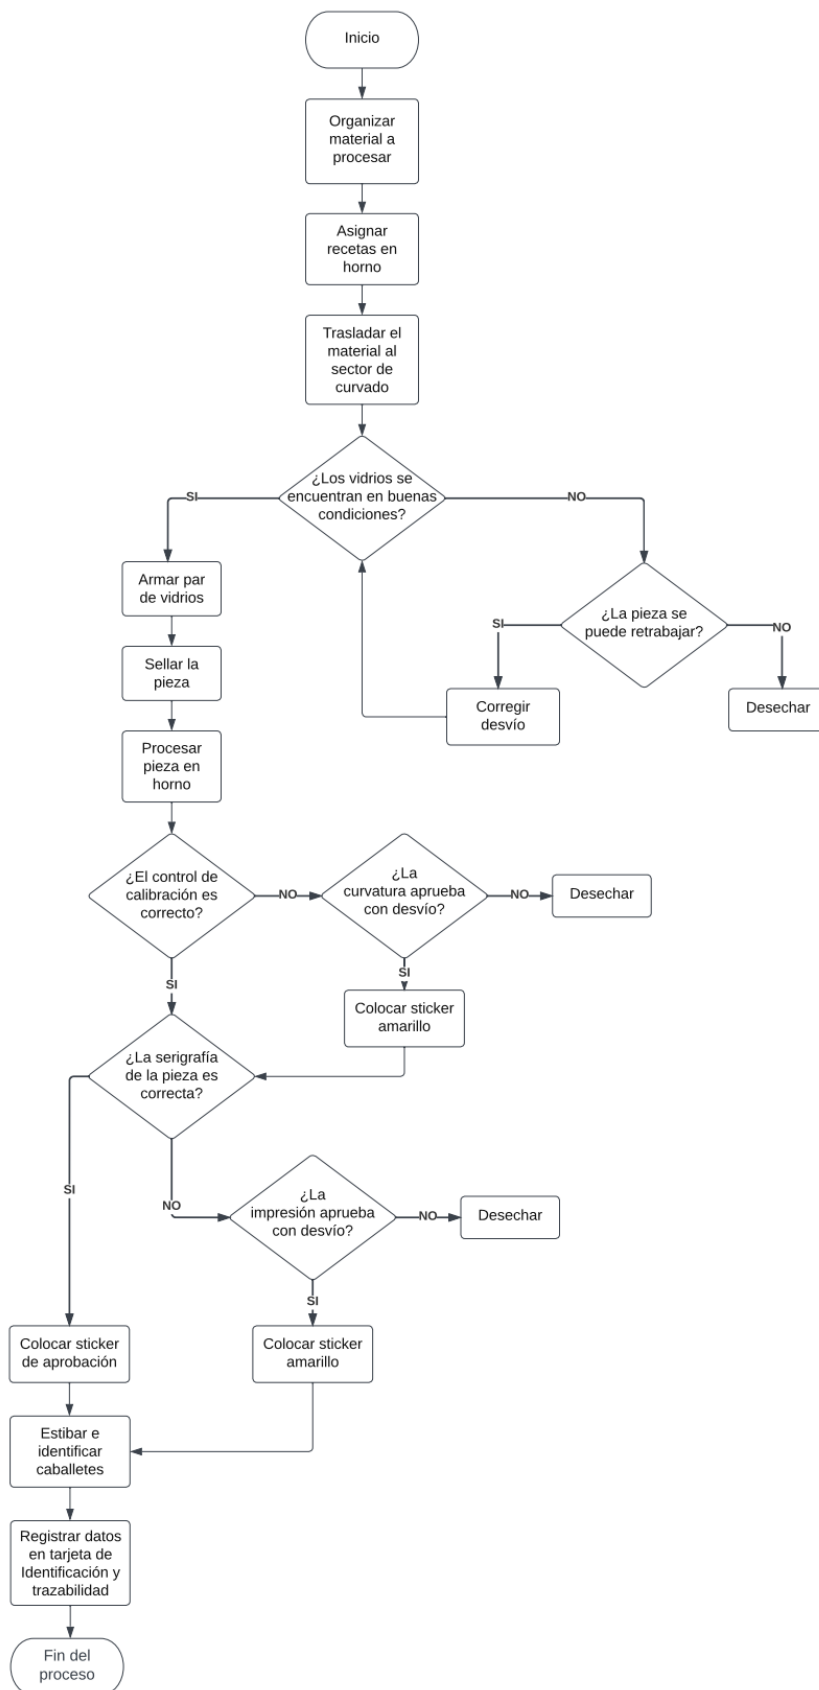 Inicio
Organizar
material a
procesar
Asignar
recetas en
horno
Trasladar el
material al
sector de
curvado
¿Los vidrios se
encuentran en buenas
condiciones?
SI
NO
Armar par
de vidrios
¿La pieza se
puede retrabajar?
SI
NO
Sellar la
pieza
Corregir
desvío
Desechar
Procesar
pieza en
horno
¿El control de
calibración es
correcto?
NO
¿La
curvatura aprueba
con desvío?
NO
Desechar
SI
SI
Colocar sticker
amarillo
¿La serigrafía
de la pieza es
correcta?
SI
NO
¿La
impresión aprueba
con desvío?
NO
Desechar
SI
Colocar sticker
de aprobación
Colocar sticker
amarillo
Estibar e
identificar
caballetes
Registrar datos
en tarjeta de
Identificación y
trazabilidad
Fin del
proceso